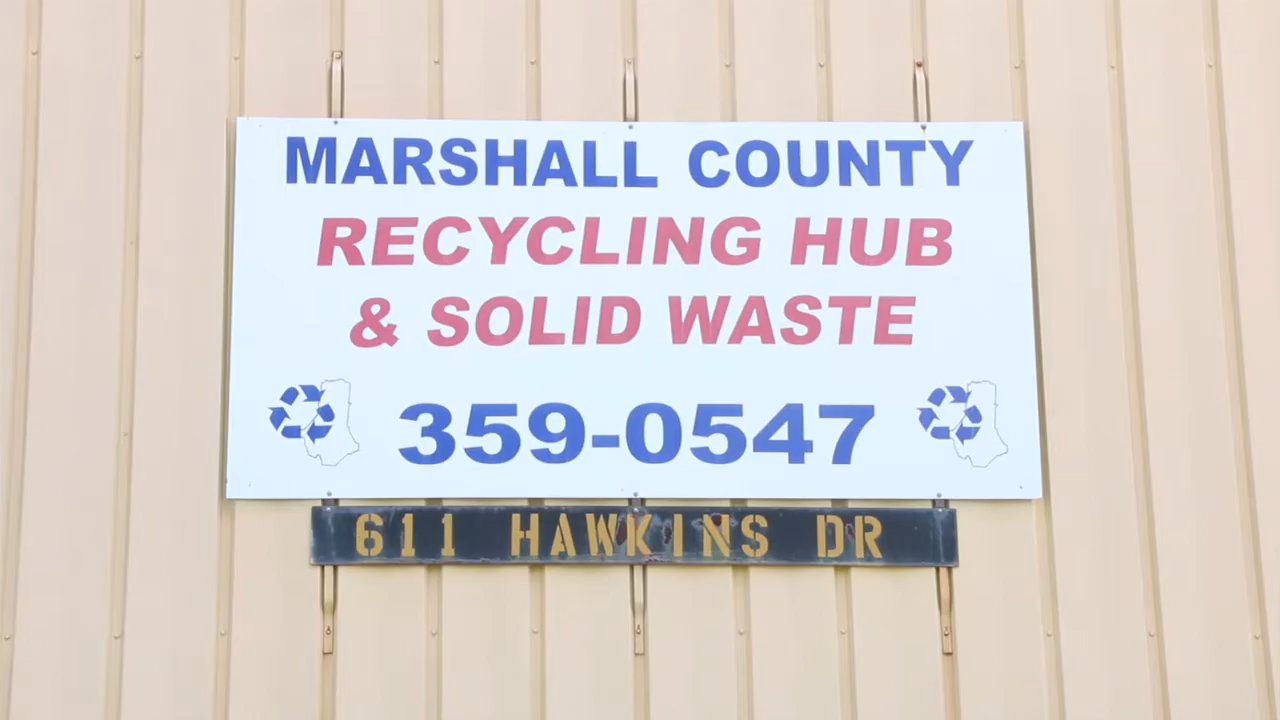 MARSHALL COUNTY
RECYCLING HUB
& SOLID WASTE
359-0547
611 HAWKINS DR